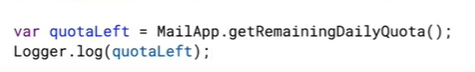 var quotaLeft = MailApp.getRemainingDailyQuota();
Logger.log(quotaLeft);